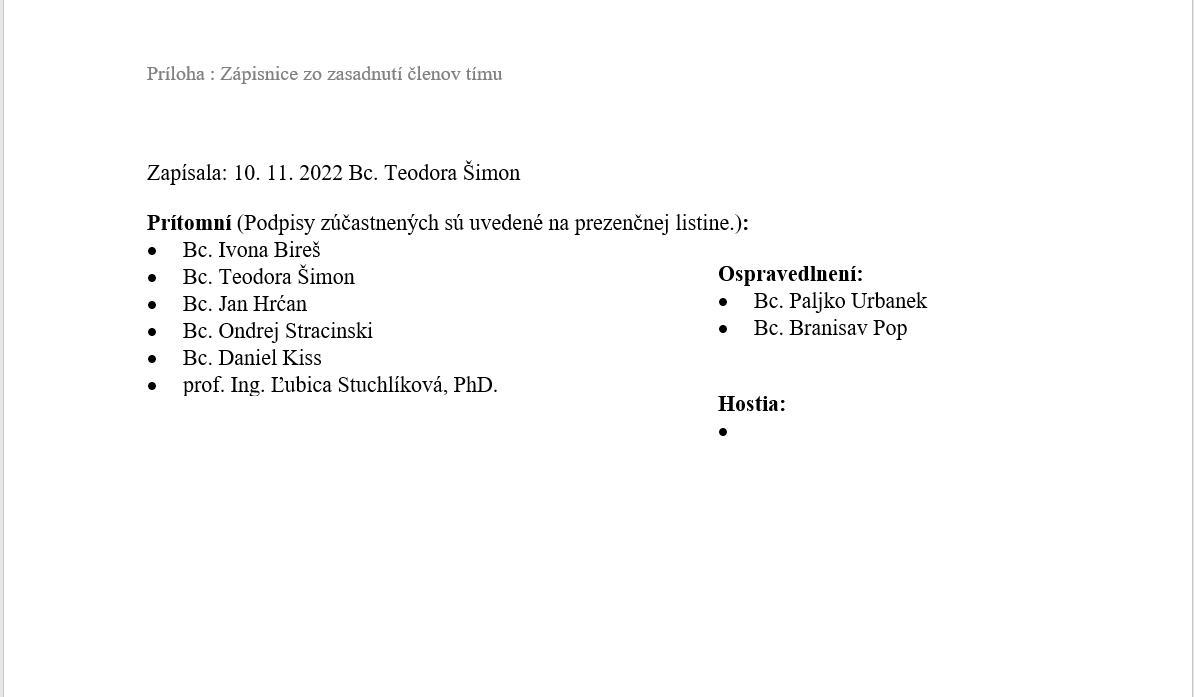 Príloha : Zápisnice zo zasadnutí členov tímu
Zapísala: 10. 11. 2022 Bc. Teodora Šimon
Prítomní (Podpisy zúčastnených sú uvedené na prezenčnej listine.):
• Bc. Ivona Bireš
• Bc. Teodora Šimon
• Bc. Jan Hrćan
• Bc. Ondrej Stracinski
• Bc. Daniel Kiss
• prof. Ing. Ľubica Stuchlíková, PhD.
Ospravedlnení:
• Bc. Paljko Urbanek
• Bc. Branisav Pop
Hostia:
•